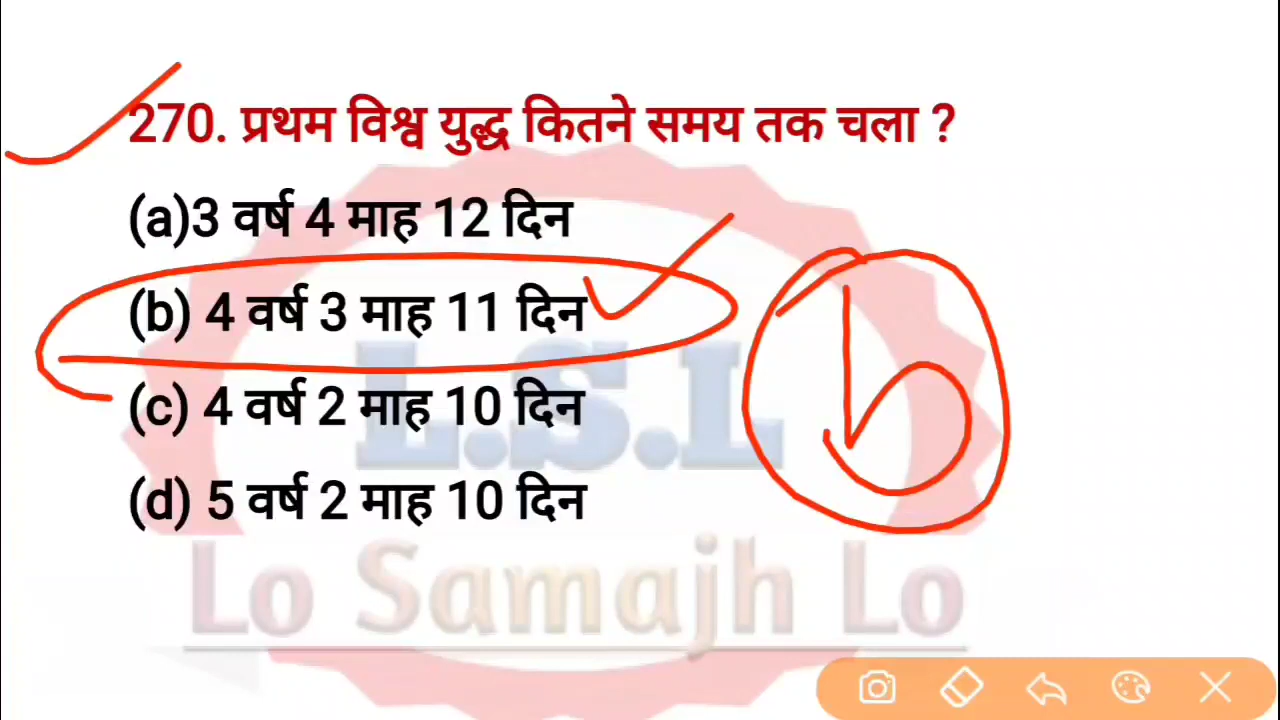 270. प्रथम विश्व युद्ध कितने समय तक चला ?
(a)3 वर्ष 4 माह 12 दिन
(b) 4 वर्ष 3 माह 11 दिन
(c) 4 वर्ष 2 माह 10 दिन
(d) 5 वर्ष 2 माह 10 दिन
b
L.S.L
Lo Samajh Lo